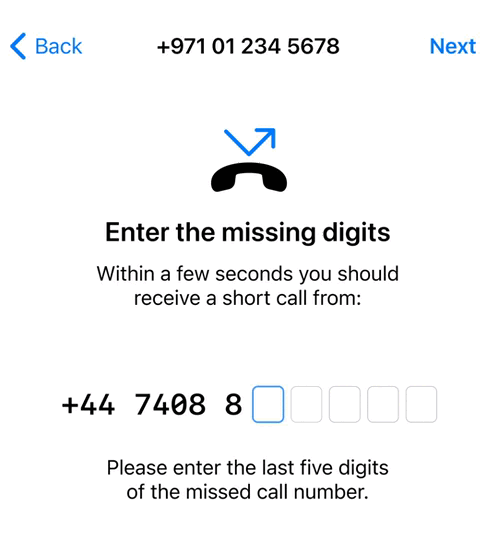 Back +971 01 234 5678 Next
Enter the missing digits
Within a few seconds you should
receive a short call from:
+44 7408 8
Please enter the last five digits
of the missed call number.